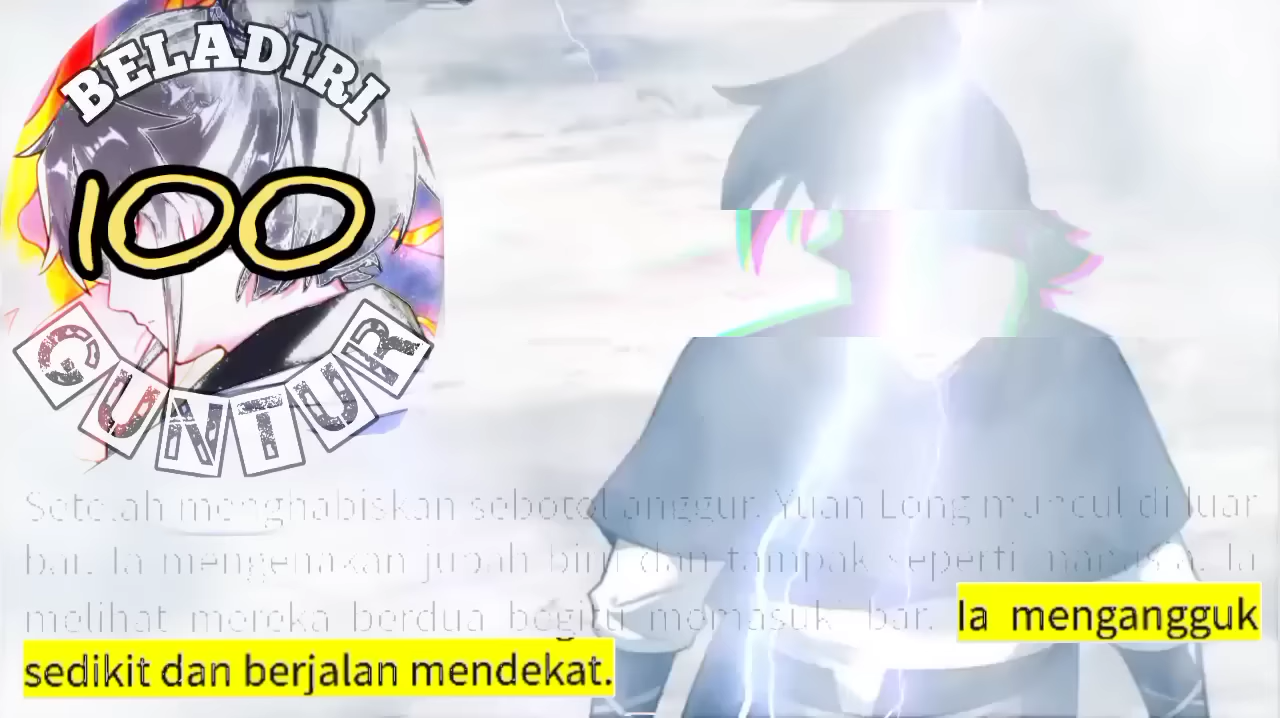 BELADIRI
100
GUNTUR
Setelah menghabiskan sebotol anggur. Yuan Long muncul di luar
bar. Ia mengenakan jubah biru dan tampak seperti manusia. Ia
melihat mereka berdua begitu memasuki bar. Ia mengangguk
sedikit dan berjalan mendekat.